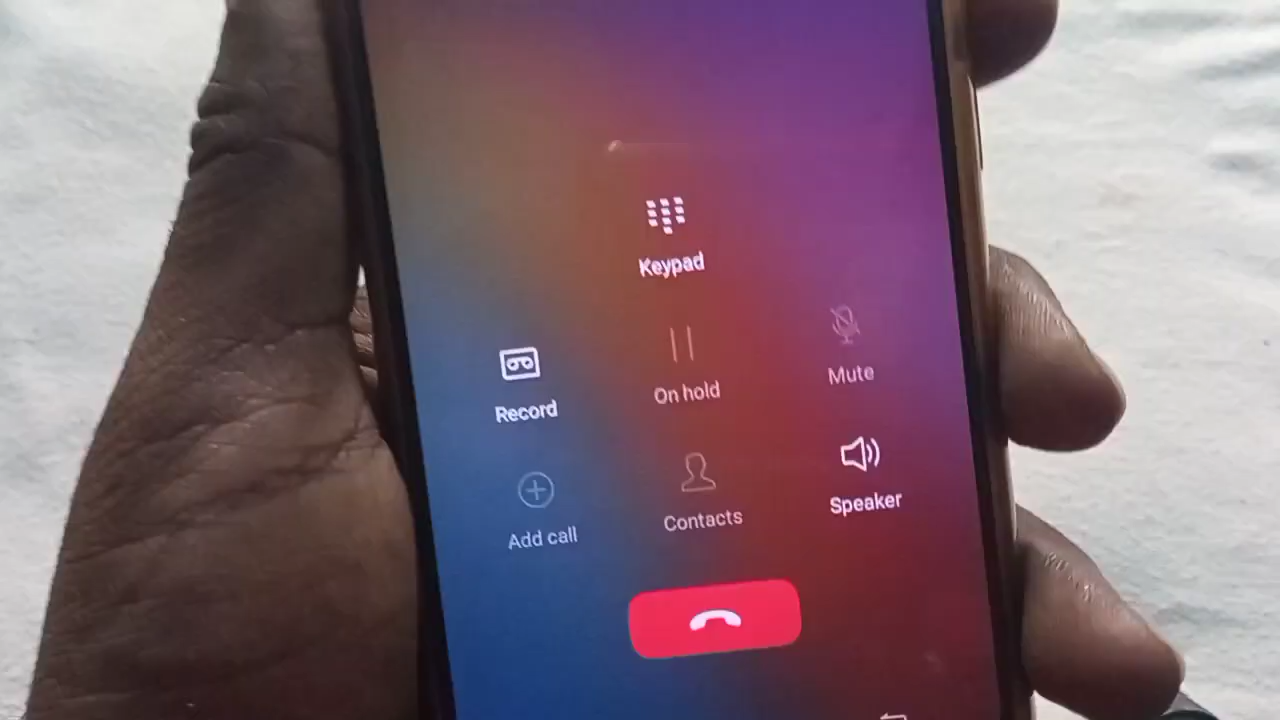 Keypad
Record
On hold
Mute
Add call
Contacts
Speaker